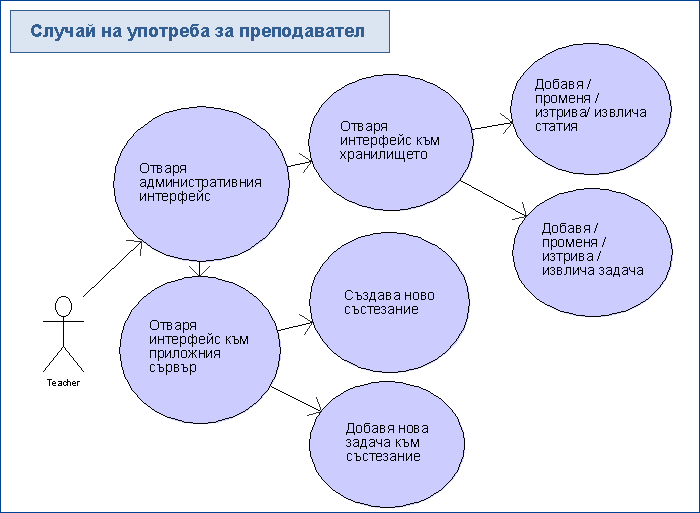 Случай на употреба за преподавател
Добавя /
променя /
изтрива/ извлича
статия
Отваря
интерфейс към
хранилището
Отваря
административния
интерфейс
Добавя /
променя /
изтрива /
извлича задача
Създава ново
състезание
Отваря
интерфейс към
приложния
сървър
Teacher
Добавя нова
задача към
състезание